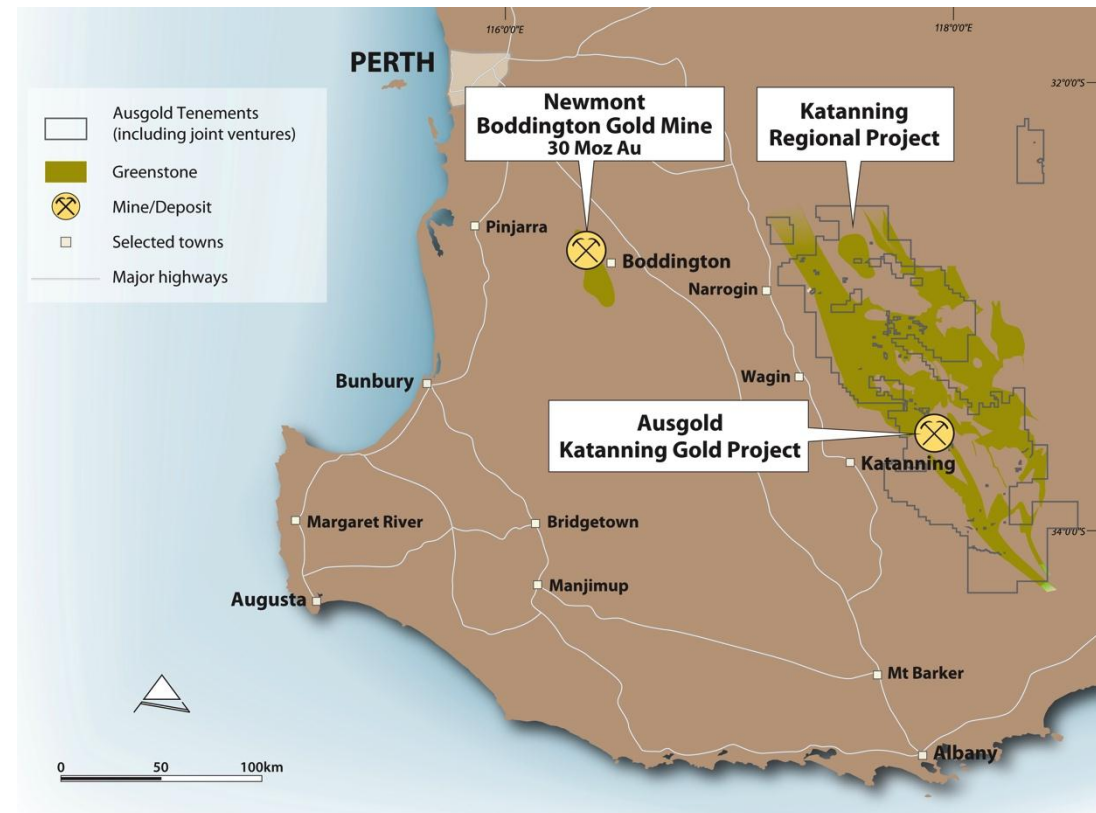 116°0'0"E
118°0'0"E
PERTH
32°0'0"S
Ausgold Tenements
(including joint ventures)
Greenstone
Mine/Deposit
Selected towns
Major highways
Newmont
Boddington Gold Mine
30 Moz Au
Katanning
Regional Project
Pinjarra
Boddington
Narrogin
Wagin
Bunbury
Ausgold
Katanning Gold Project
Katanning
Margaret River
Bridgetown
34°0'0"S
Manjimup
Augusta
Mt Barker
Albany
0 50 100km